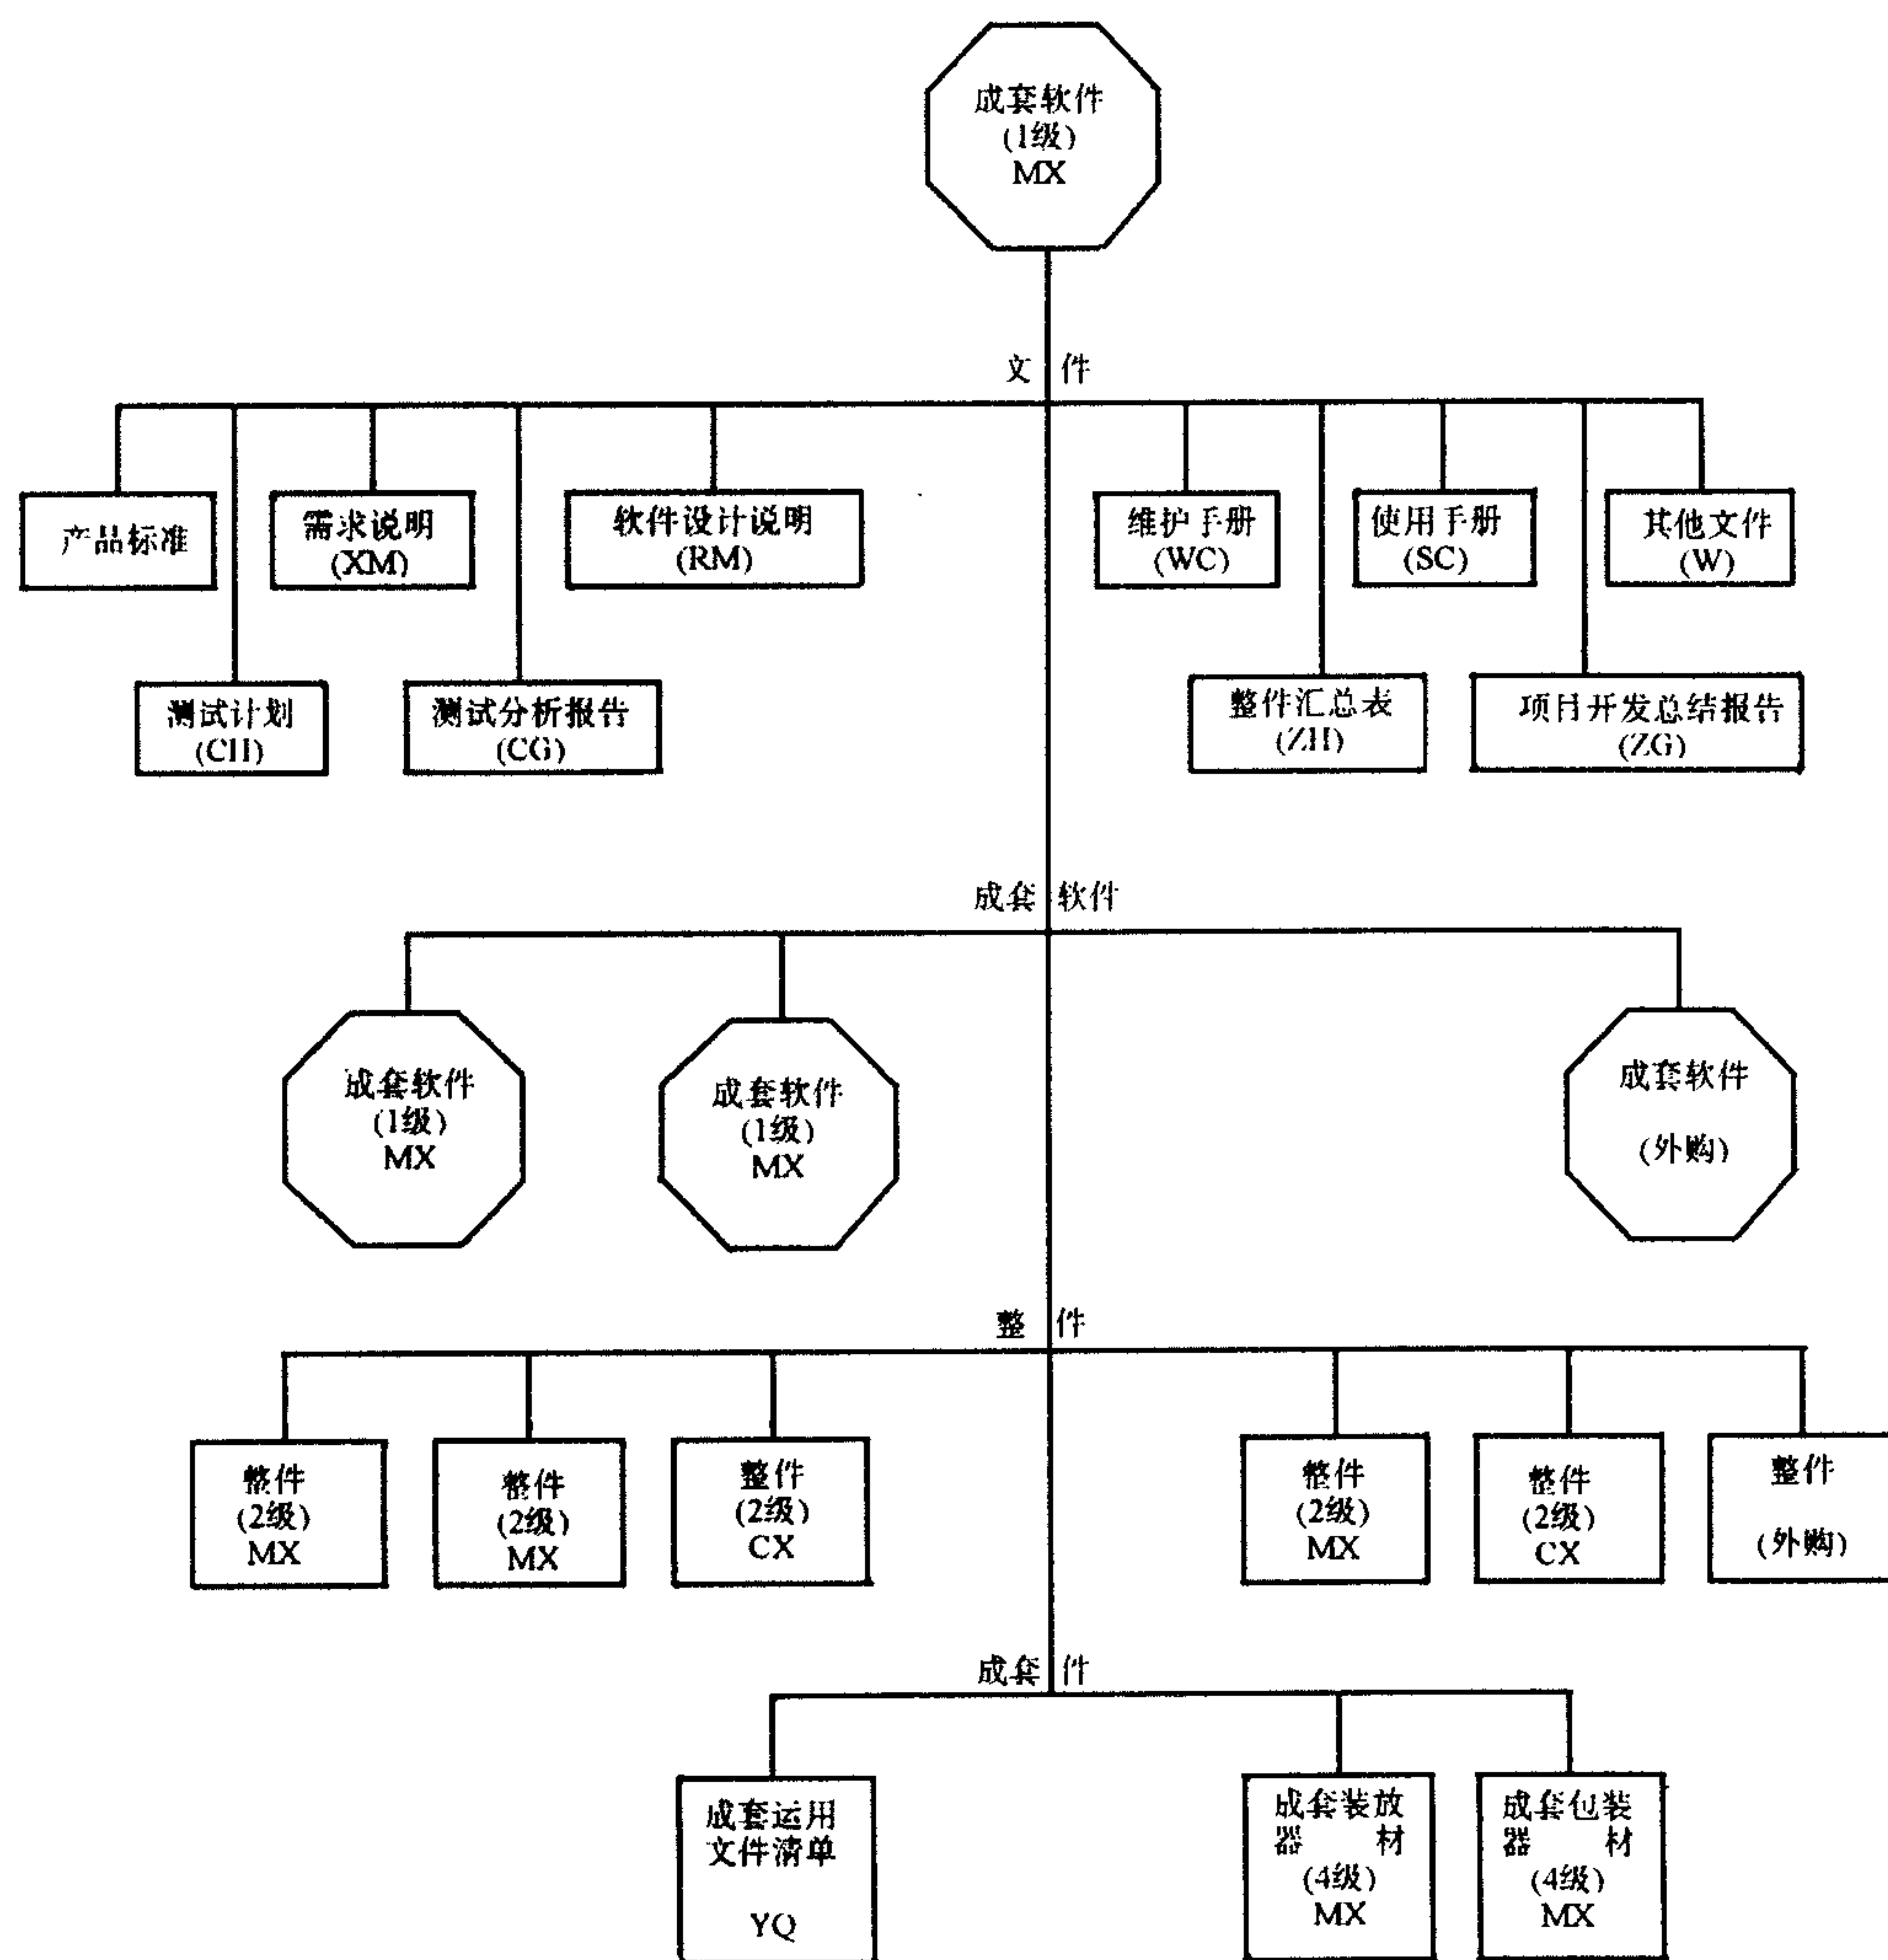 成套软件
(1级)
MX
文件
产品标准
需求说明
(XM)
软件设计说明
(RM)
维护手册
(WC)
使用手册
(SC)
其他文件
(W)
测试计划
(CH)
测试分析报告
(CG)
整件汇总表
(ZH)
项目开发总结报告
(ZG)
成套软件
成套软件
(1级)
MX
成套软件
(1级)
MX
成套软件
(外购)
整件
整件
(2级)
MX
整件
(2级)
MX
整件
(2级)
CX
整件
(2级)
MX
整件
(2级)
CX
整件
(外购)
成套件
成套运用
文件清单
YQ
成套装放
器材
(4级)
MX
成套包装
器材
(4级)
MX